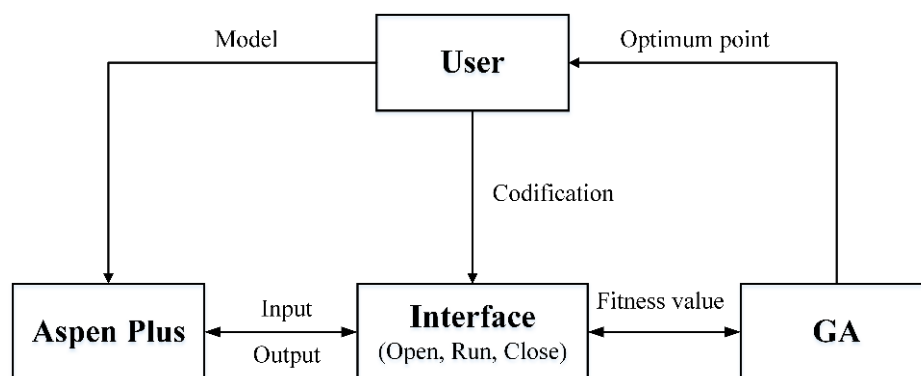 Model
User
Optimum point
Codification
Aspen Plus
Input
Output
Interface
(Open, Run, Close)
Fitness value
GA